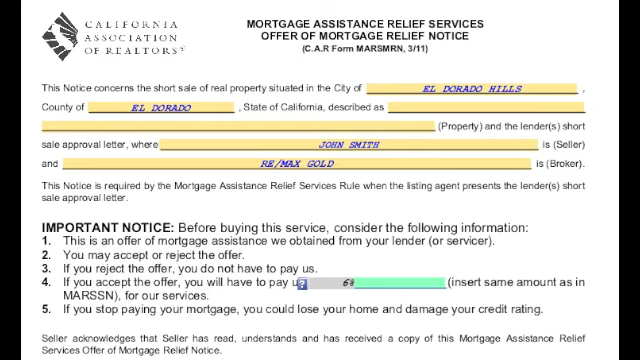 CALIFORNIA
ASSOCIATION
OF REALTORS®
MORTGAGE ASSISTANCE RELIEF SERVICES
OFFER OF MORTGAGE RELIEF NOTICE
(C.A.R Form MARSMRN, 3/11)
This Notice concerns the short sale of real property situated in the City of EL DORADO HILLS ,
County of EL DORADO , State of California, described as
(Property) and the lender(s) short
sale approval letter, where JOHN SMITH is (Seller)
and RE/MAX GOLD is (Broker).
This Notice is required by the Mortgage Assistance Relief Services Rule when the listing agent presents the lender(s) short
sale approval letter.
IMPORTANT NOTICE: Before buying this service, consider the following information:
1. This is an offer of mortgage assistance we obtained from your lender (or servicer).
2. You may accept or reject the offer.
3. If you reject the offer, you do not have to pay us.
4. If you accept the offer, you will have to pay u ? 6% (insert same amount as in
MARSSN), for our services.
5. If you stop paying your mortgage, you could lose your home and damage your credit rating.
Seller acknowledges that Seller has read, understands and has received a copy of this Mortgage Assistance Relief
Services Offer of Mortgage Relief Notice.